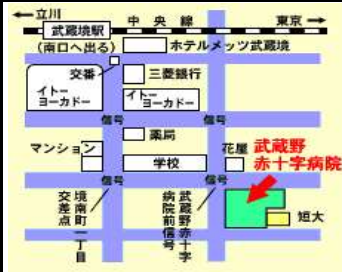 ←立川
中央線
東京→
武蔵境駅
(南口へ出る)
ホテルメッツ武蔵境
交番
三菱銀行
イトー
ヨーカドー
イトー
ヨーカドー
信号
信号
薬局
マンション
学校
花屋
武蔵野
赤十字病院
信号
信号
境南町一丁目
交差点
武蔵野赤十字
病院前信号
短大